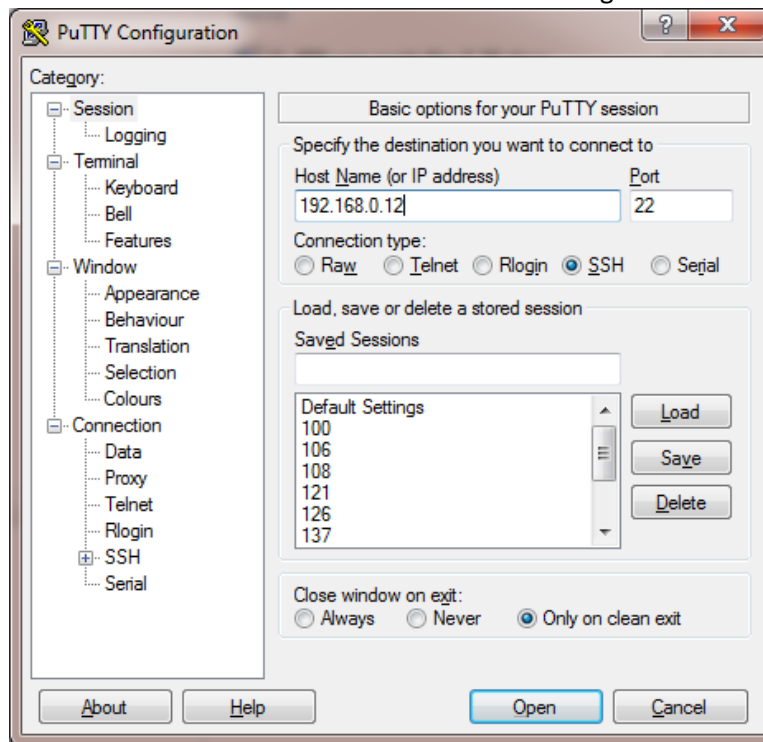 PuTTY Configuration
?
X
Category:
Session
Logging
Terminal
Keyboard
Bell
Features
Window
Appearance
Behaviour
Translation
Selection
Colours
Connection
Data
Proxy
Telnet
Rlogin
SSH
Serial
Basic options for your PuTTY session
Specify the destination you want to connect to
Host Name (or IP address) Port
192.168.0.12 22
Connection type:
Raw Telnet Rlogin SSH Serial
Load, save or delete a stored session
Saved Sessions
Default Settings
100
106
108
121
126
137
Load
Save
Delete
Close window on exit:
Always Never Only on clean exit
About Help Open Cancel